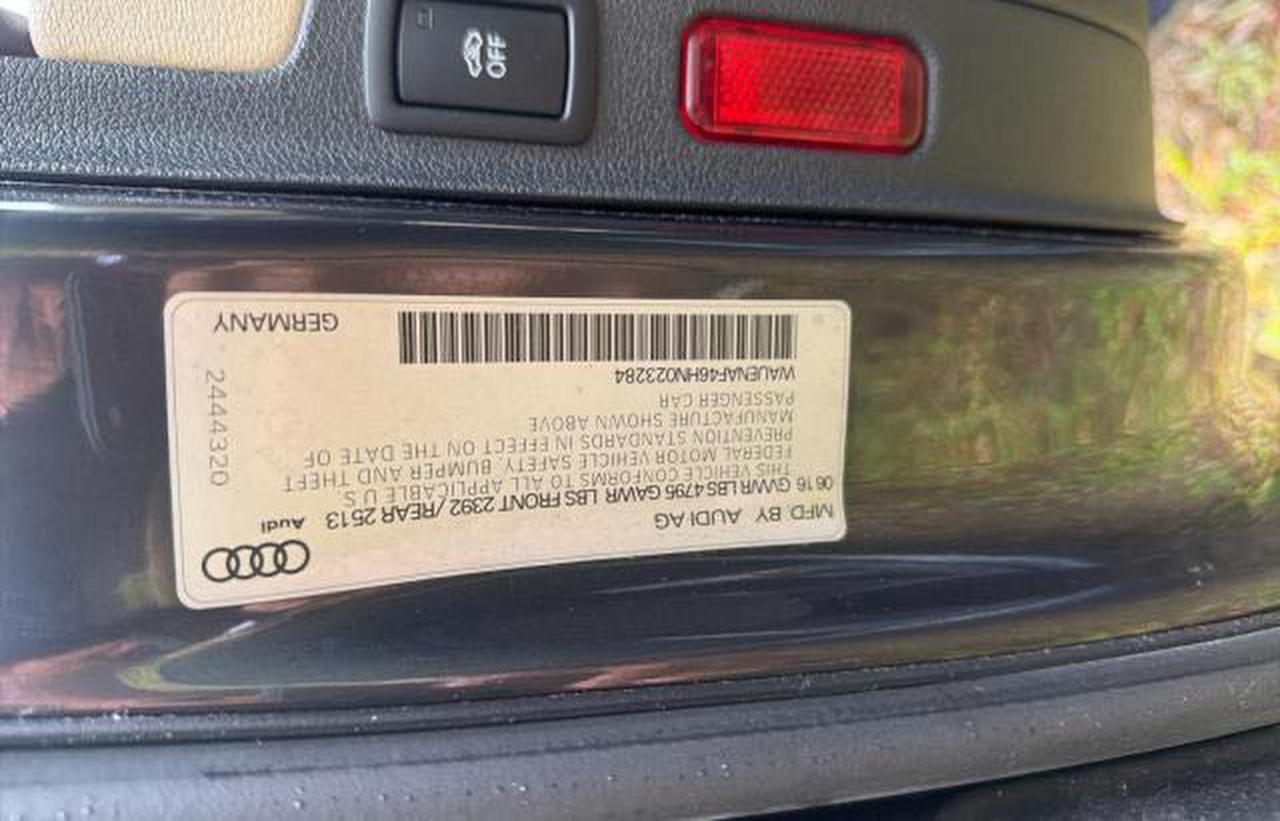 OFF
MFD BY AUDI AG
06 16 GVWR LBS 4795 GAWR LBS FRONT 2392 / REAR 2513
THIS VEHICLE CONFORMS TO ALL APPLICABLE U.S.
FEDERAL MOTOR VEHICLE SAFETY, BUMPER AND THEFT
PREVENTION STANDARDS IN EFFECT ON THE DATE OF
MANUFACTURE SHOWN ABOVE
PASSENGER CAR
WAUENAF46HN023284
GERMANY
Audi
2444320